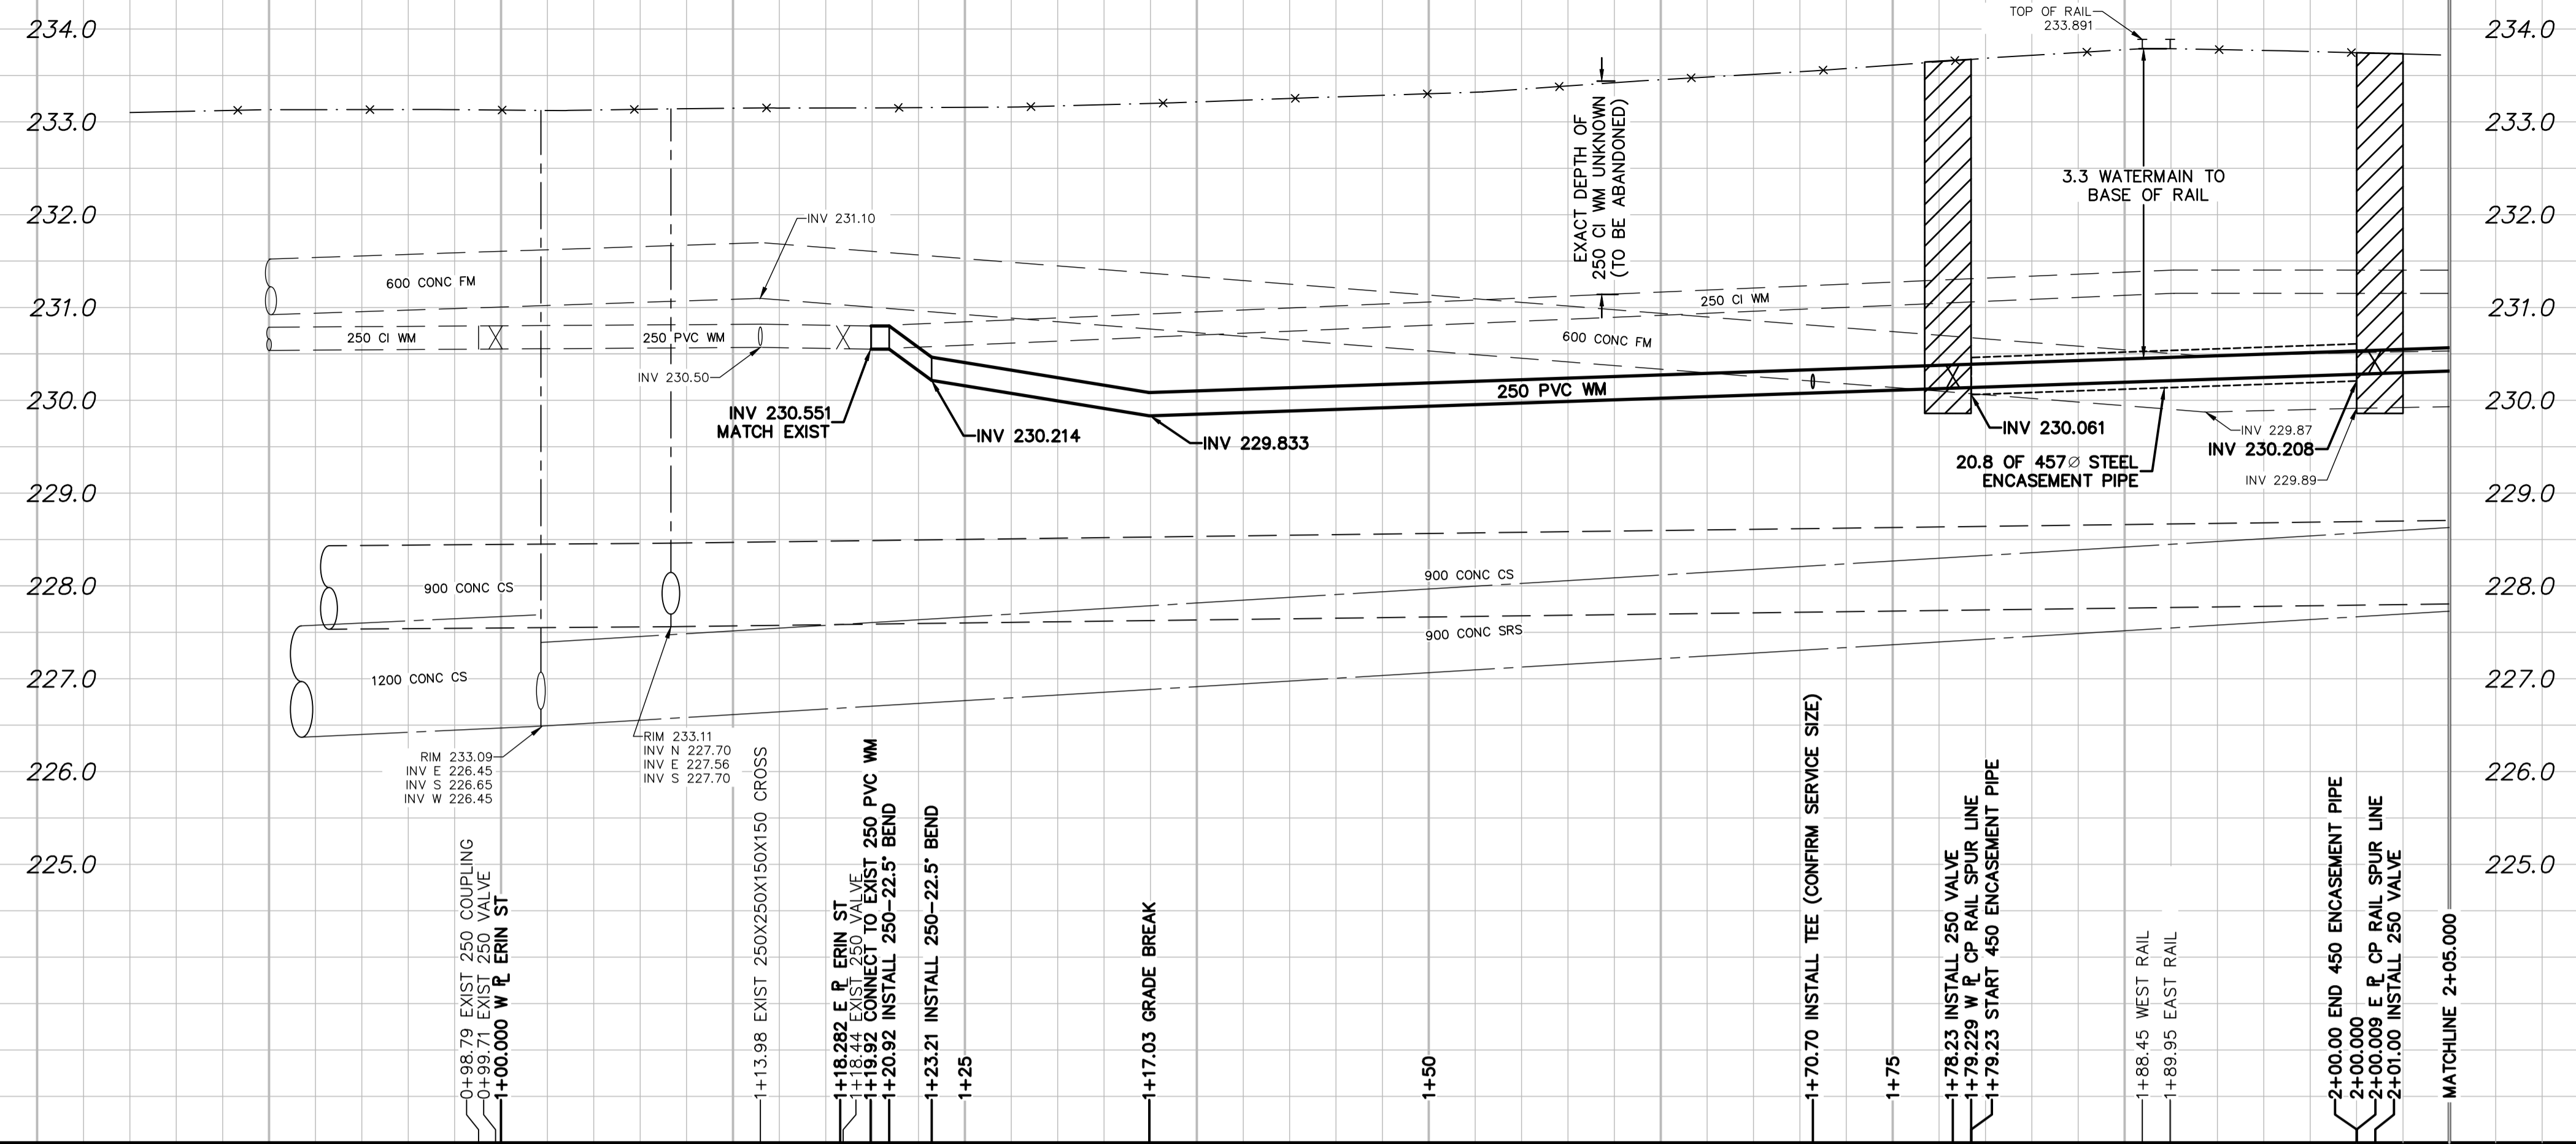 234.0
233.0
232.0
231.0
230.0
229.0
228.0
227.0
226.0
225.0
TOP OF RAIL
233.891
234.0
233.0
232.0
231.0
230.0
229.0
228.0
227.0
226.0
225.0
EXACT DEPTH OF
250 CI WM UNKNOWN
(TO BE ABANDONED)
3.3 WATERMAIN TO
BASE OF RAIL
INV 231.10
600 CONC FM
250 CI WM
250 PVC WM
INV 230.50
250 CI WM
600 CONC FM
250 PVC WM
INV 230.551
MATCH EXIST
INV 230.214
INV 229.833
INV 230.061
INV 229.87
INV 230.208
20.8 OF 457∅ STEEL
ENCASEMENT PIPE
INV 229.89
900 CONC CS
900 CONC CS
900 CONC SRS
1200 CONC CS
RIM 233.09
INV E 226.45
INV S 226.65
INV W 226.45
RIM 233.11
INV N 227.70
INV E 227.56
INV S 227.70
0+98.79 EXIST 250 COUPLING
0+99.71 EXIST 250 VALVE
1+00.000 W PL ERIN ST
1+13.98 EXIST 250X250X150X150 CROSS
1+18.282 E PL ERIN ST
1+18.44 EXIST 250 VALVE
1+19.92 CONNECT TO EXIST 250 PVC WM
1+20.92 INSTALL 250-22.5° BEND
1+23.21 INSTALL 250-22.5° BEND
1+25
1+17.03 GRADE BREAK
1+50
1+70.70 INSTALL TEE (CONFIRM SERVICE SIZE)
1+75
1+78.23 INSTALL 250 VALVE
1+79.229 W PL CP RAIL SPUR LINE
1+79.23 START 450 ENCASEMENT PIPE
1+88.45 WEST RAIL
1+89.95 EAST RAIL
2+00.00 END 450 ENCASEMENT PIPE
2+00.000
2+00.009 E PL CP RAIL SPUR LINE
2+01.00 INSTALL 250 VALVE
MATCHLINE 2+05.000